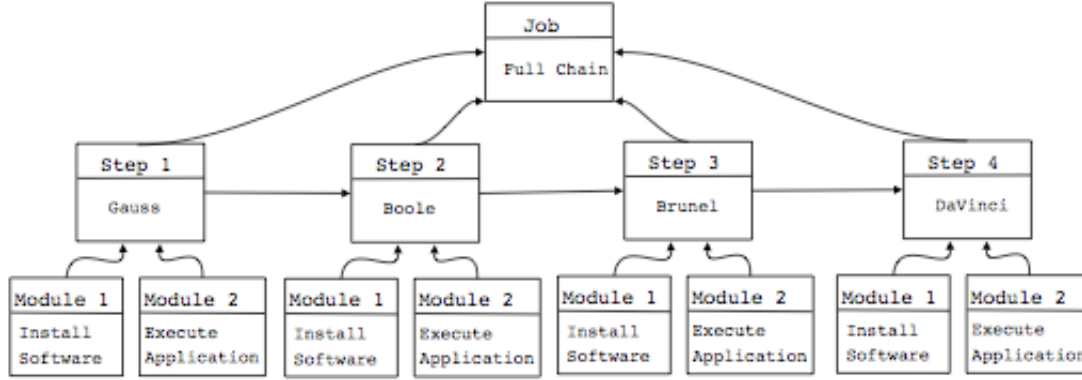 Job
Full Chain
Step 1
Gauss
Step 2
Boole
Step 3
Brunel
Step 4
DaVinci
Module 1
Install
Software
Module 2
Execute
Application
Module 1
Install
Software
Module 2
Execute
Application
Module 1
Install
Software
Module 2
Execute
Application
Module 1
Install
Software
Module 2
Execute
Application